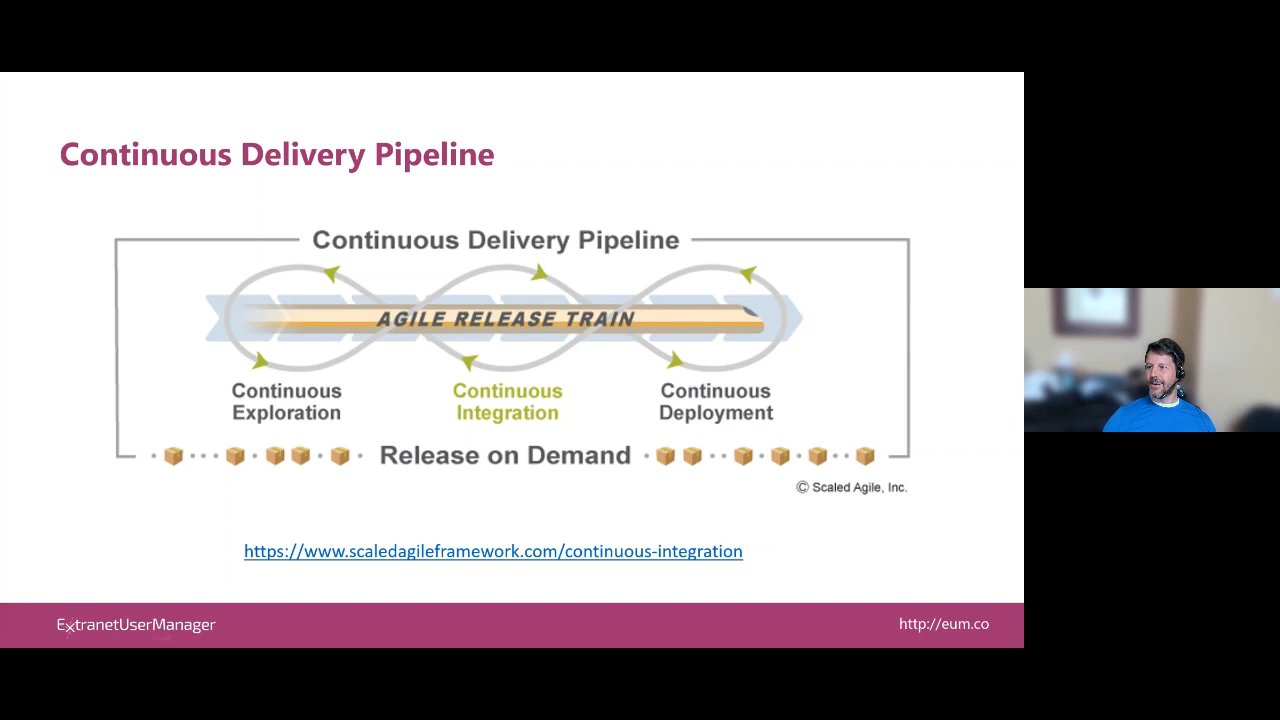 Continuous Delivery Pipeline
Continuous Delivery Pipeline
AGILE RELEASE TRAIN
Continuous
Exploration
Continuous
Integration
Continuous
Deployment
Release on Demand
© Scaled Agile, Inc.
https://www.scaledagileframework.com/continuous-integration
ExtranetUserManager
http://eum.co